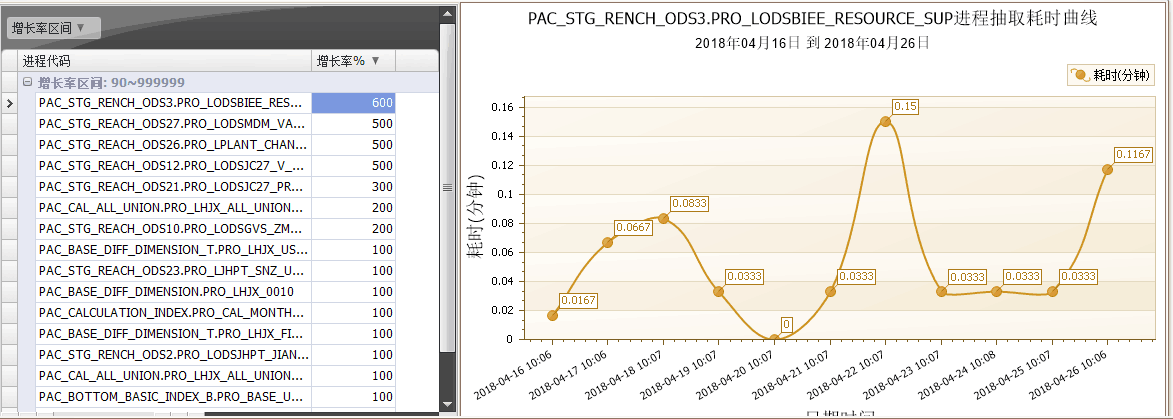 增长率区间
进程代码 增长率%
增长率区间: 90~999999
PAC_STG_RENCH_ODS3.PRO_LODSBIEE_RES... 600
PAC_STG_REACH_ODS27.PRO_LODSMDM_VA... 500
PAC_STG_REACH_ODS26.PRO_LPLANT_CHAN... 500
PAC_STG_REACH_ODS12.PRO_LODSJC27_V_... 500
PAC_STG_REACH_ODS21.PRO_LODSJC27_PR... 300
PAC_CAL_ALL_UNION.PRO_LHJX_ALL_UNION... 200
PAC_STG_REACH_ODS10.PRO_LODSGVS_ZM... 200
PAC_BASE_DIFF_DIMENSION_T.PRO_LHJX_US... 100
PAC_STG_REACH_ODS23.PRO_LJHPT_SNZ_U... 100
PAC_BASE_DIFF_DIMENSION.PRO_LHJX_0010 100
PAC_CALCULATION_INDEX.PRO_CAL_MONTH... 100
PAC_BASE_DIFF_DIMENSION_T.PRO_LHJX_FI... 100
PAC_STG_RENCH_ODS2.PRO_LODSJHPT_JIAN... 100
PAC_CAL_ALL_UNION.PRO_LHJX_ALL_UNION... 100
PAC_BOTTOM_BASIC_INDEX_B.PRO_BASE_U... 100
PAC_STG_RENCH_ODS3.PRO_LODSBIEE_RESOURCE_SUP进程抽取耗时曲线
2018年04月16日 到 2018年04月26日
耗时(分钟)
耗时(分钟)
0.16
0.14
0.12
0.1
0.08
0.06
0.04
0.02
0
0.0167
0.0667
0.0833
0.0333
0
0.0333
0.15
0.0333
0.0333
0.0333
0.1167
2018-04-16 10:06
2018-04-17 10:06
2018-04-18 10:07
2018-04-19 10:07
2018-04-20 10:07
2018-04-21 10:07
2018-04-22 10:07
2018-04-23 10:07
2018-04-24 10:08
2018-04-25 10:07
2018-04-26 10:06
日期时间